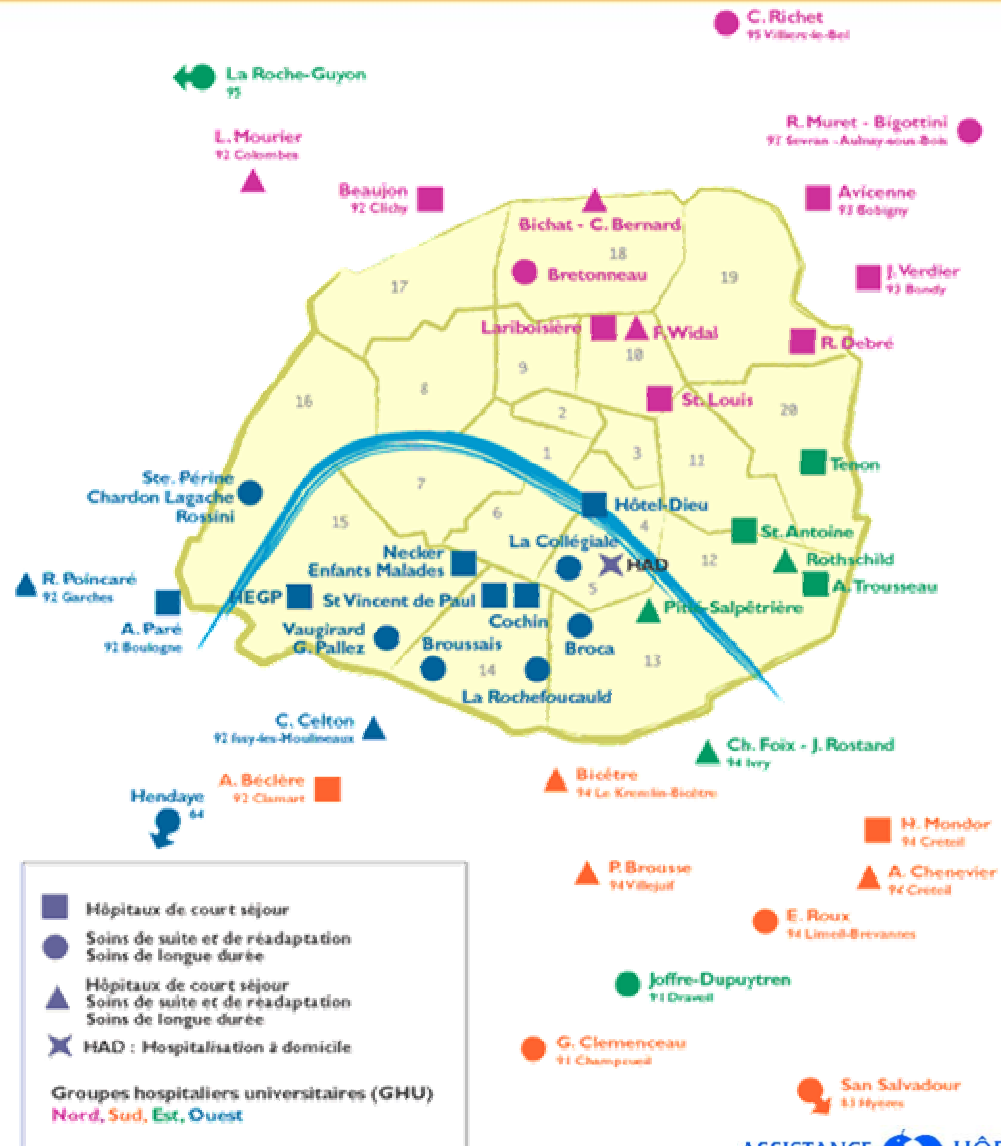 C. Richet
95 Villiers-le-Bel
La Roche-Guyon
95
R. Muret - Bigottini
93 Sevran - Aulnay-sous-Bois
L. Mourier
92 Colombes
Beaujon
92 Clichy
Avicenne
93 Bobigny
Bichat - C. Bernard
18
Bretonneau
19
17
J. Verdier
93 Bondy
Lariboisière
F. Widal
10
R. Debré
9
8
16
St. Louis
20
2
1
3
11
7
Tenon
Ste. Périne
Chardon Lagache
Rossini
15
6
Hôtel-Dieu
4
St. Antoine
La Collégiale
HAD
12
Rothschild
Necker
Enfants Malades
5
A. Trousseau
R. Poincaré
92 Garches
HEGP
St Vincent de Paul
Cochin
Pitié-Salpêtrière
A. Paré
92 Boulogne
Vaugirard
G. Pallez
Broussais
Broca
14
13
La Rochefoucauld
C. Celton
92 Issy-les-Moulineaux
Ch. Foix - J. Rostand
94 Ivry
A. Béclère
92 Clamart
Bicêtre
94 Le Kremlin-Bicêtre
Hendaye
64
H. Mondor
94 Créteil
P. Brousse
94 Villejuif
A. Chenevier
94 Créteil
E. Roux
94 Limeil-Brevannes
Joffre-Dupuytren
91 Draveil
G. Clemenceau
91 Champcueil
San Salvadour
83 Hyeres
Hôpitaux de court séjour
Soins de suite et de réadaptation
Soins de longue durée
Hôpitaux de court séjour
Soins de suite et de réadaptation
Soins de longue durée
HAD : Hospitalisation à domicile
Groupes hospitaliers universitaires (GHU)
Nord, Sud, Est, Ouest